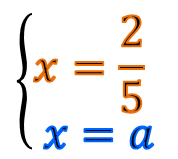 x = 2/5
x = a